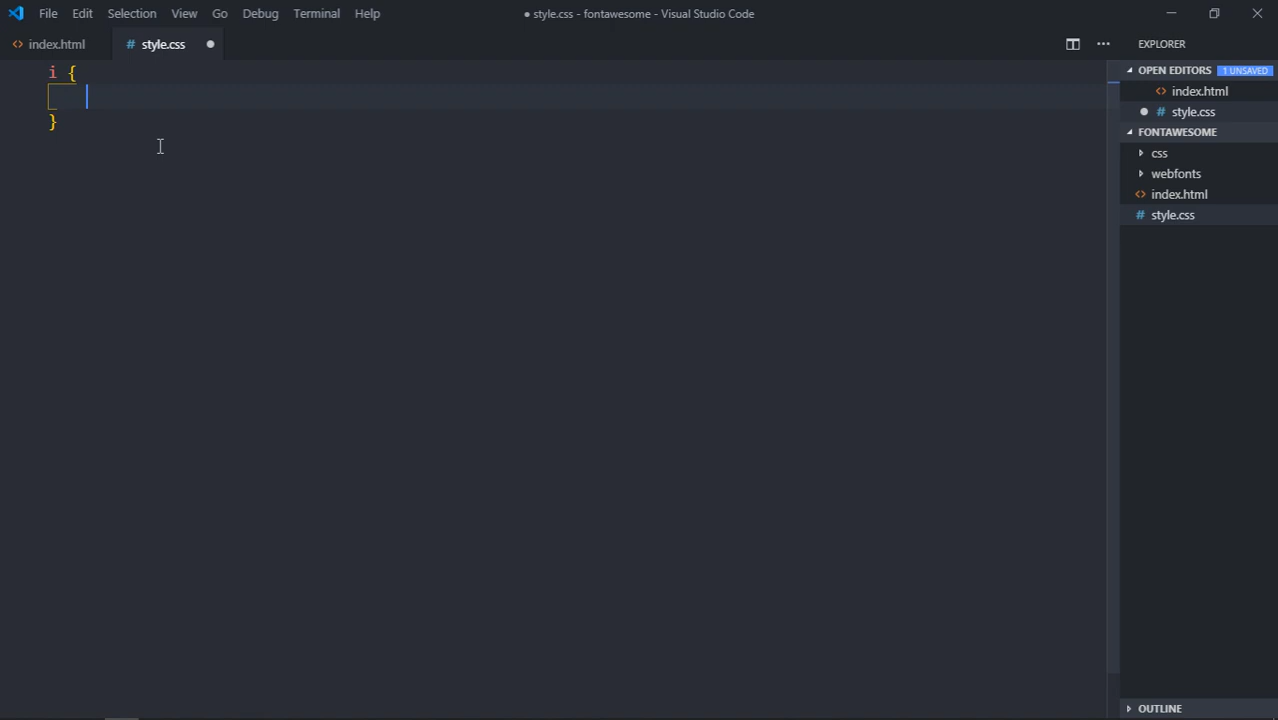 File Edit Selection View Go Debug Terminal Help
● style.css - fontawesome - Visual Studio Code
<> index.html
# style.css ●
i {
}
EXPLORER
OPEN EDITORS 1 UNSAVED
<> index.html
● # style.css
FONTAWESOME
css
webfonts
<> index.html
# style.css
OUTLINE